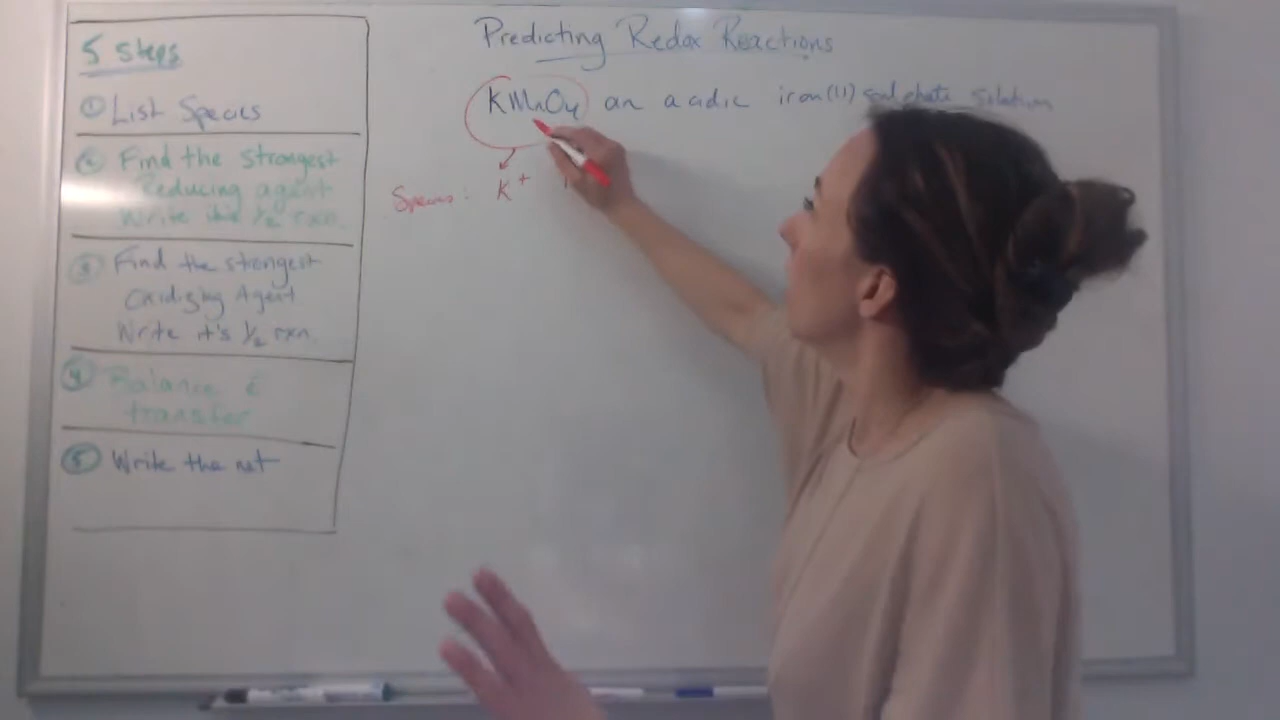 5 Steps
① List Species
② Find the strongest
Reducing agent
Write it's 1/2 rxn.
③ Find the strongest
Oxidizing Agent
Write it's 1/2 rxn.
④ Balance é
transfer
⑤ Write the net
Predicting Redox Reactions
KMnO4 an acidic iron(II) sulphate solution
Species: K+